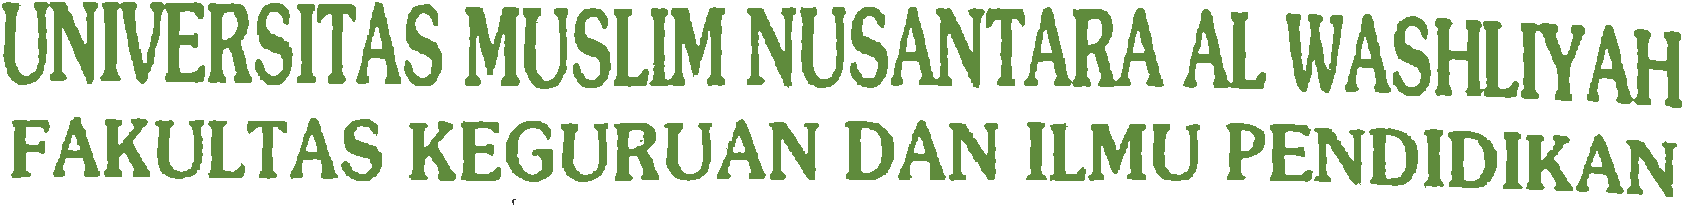 UNIVERSITAS MUSLIM NUSANTARA AL WASHLIYAH
FAKULTAS KEGURUAN DAN ILMU PENDIDIKAN